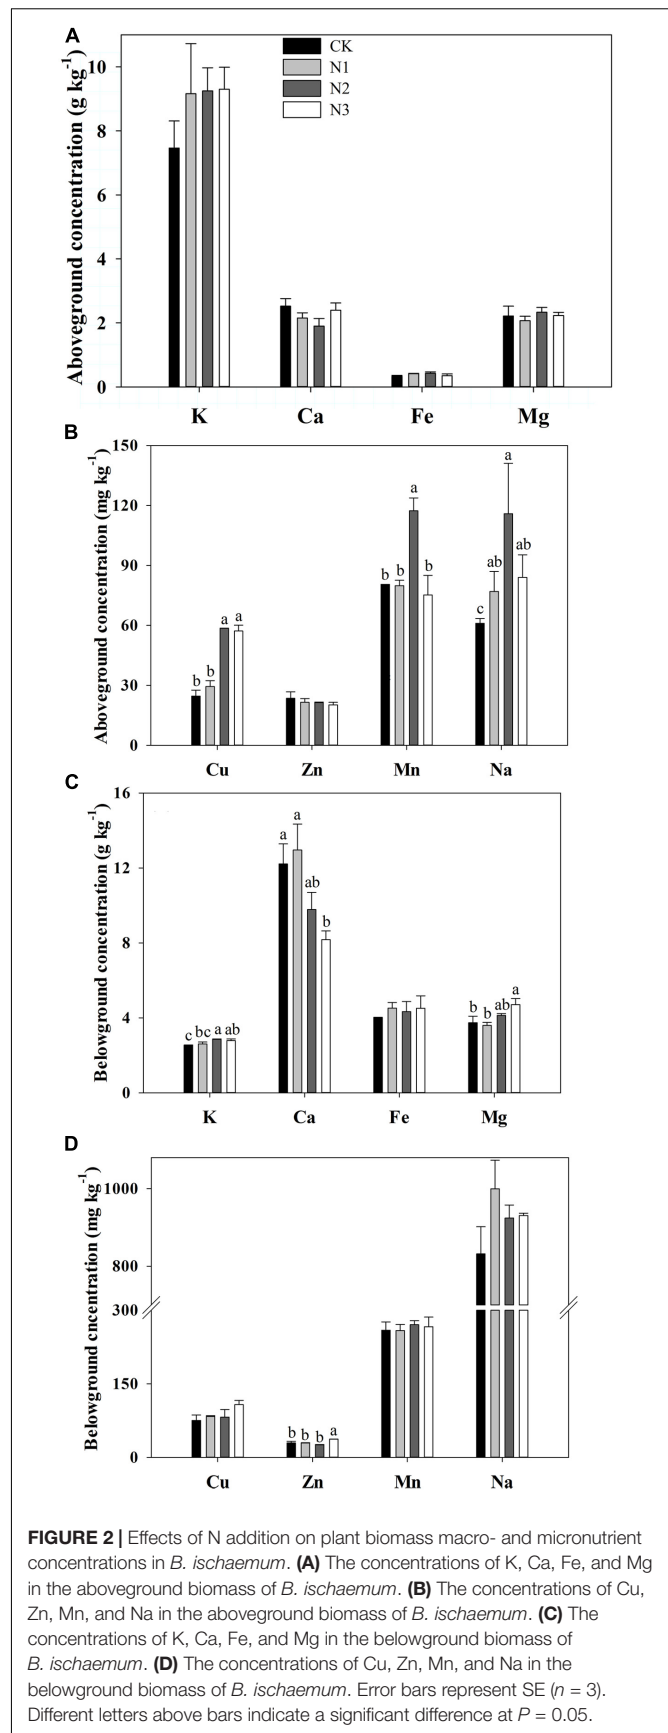 A
Aboveground concentration (g kg-1)
10
8
6
4
2
0
CK
N1
N2
N3
K Ca Fe Mg
B
Aboveground concentration (mg kg-1)
150
120
90
60
30
0
b b a a
b b a b
c ab a ab
Cu Zn Mn Na
C
Belowground concentration (g kg-1)
16
12
8
4
0
c bc a ab
a a ab b
b b ab a
K Ca Fe Mg
D
Belowground cncentration (mg kg-1)
1000
800
300
150
0
b b b a
Cu Zn Mn Na
FIGURE 2 | Effects of N addition on plant biomass macro- and micronutrient
concentrations in B. ischaemum. (A) The concentrations of K, Ca, Fe, and Mg
in the aboveground biomass of B. ischaemum. (B) The concentrations of Cu,
Zn, Mn, and Na in the aboveground biomass of B. ischaemum. (C) The
concentrations of K, Ca, Fe, and Mg in the belowground biomass of
B. ischaemum. (D) The concentrations of Cu, Zn, Mn, and Na in the
belowground biomass of B. ischaemum. Error bars represent SE (n = 3).
Different letters above bars indicate a significant difference at P = 0.05.